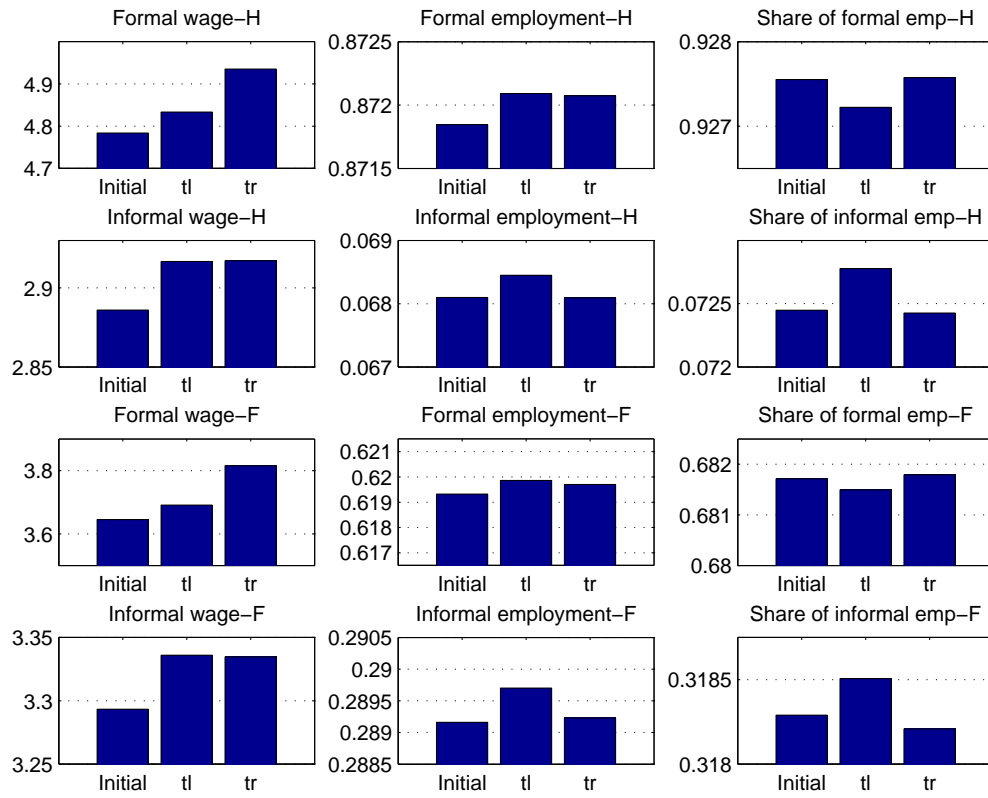 Formal wage−H
4.9
4.8
4.7
Initial tl tr
Formal employment−H
0.8725
0.872
0.8715
Initial tl tr
Share of formal emp−H
0.928
0.927
Initial tl tr
Informal wage−H
2.9
2.85
Initial tl tr
Informal employment−H
0.069
0.068
0.067
Initial tl tr
Share of informal emp−H
0.0725
0.072
Initial tl tr
Formal wage−F
3.8
3.6
Initial tl tr
Formal employment−F
0.621
0.62
0.619
0.618
0.617
Initial tl tr
Share of formal emp−F
0.682
0.681
0.68
Initial tl tr
Informal wage−F
3.35
3.3
3.25
Initial tl tr
Informal employment−F
0.2905
0.29
0.2895
0.289
0.2885
Initial tl tr
Share of informal emp−F
0.3185
0.318
Initial tl tr